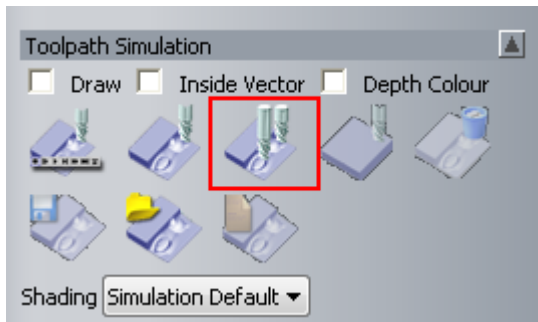 Toolpath Simulation
Draw Inside Vector Depth Colour
Shading Simulation Default